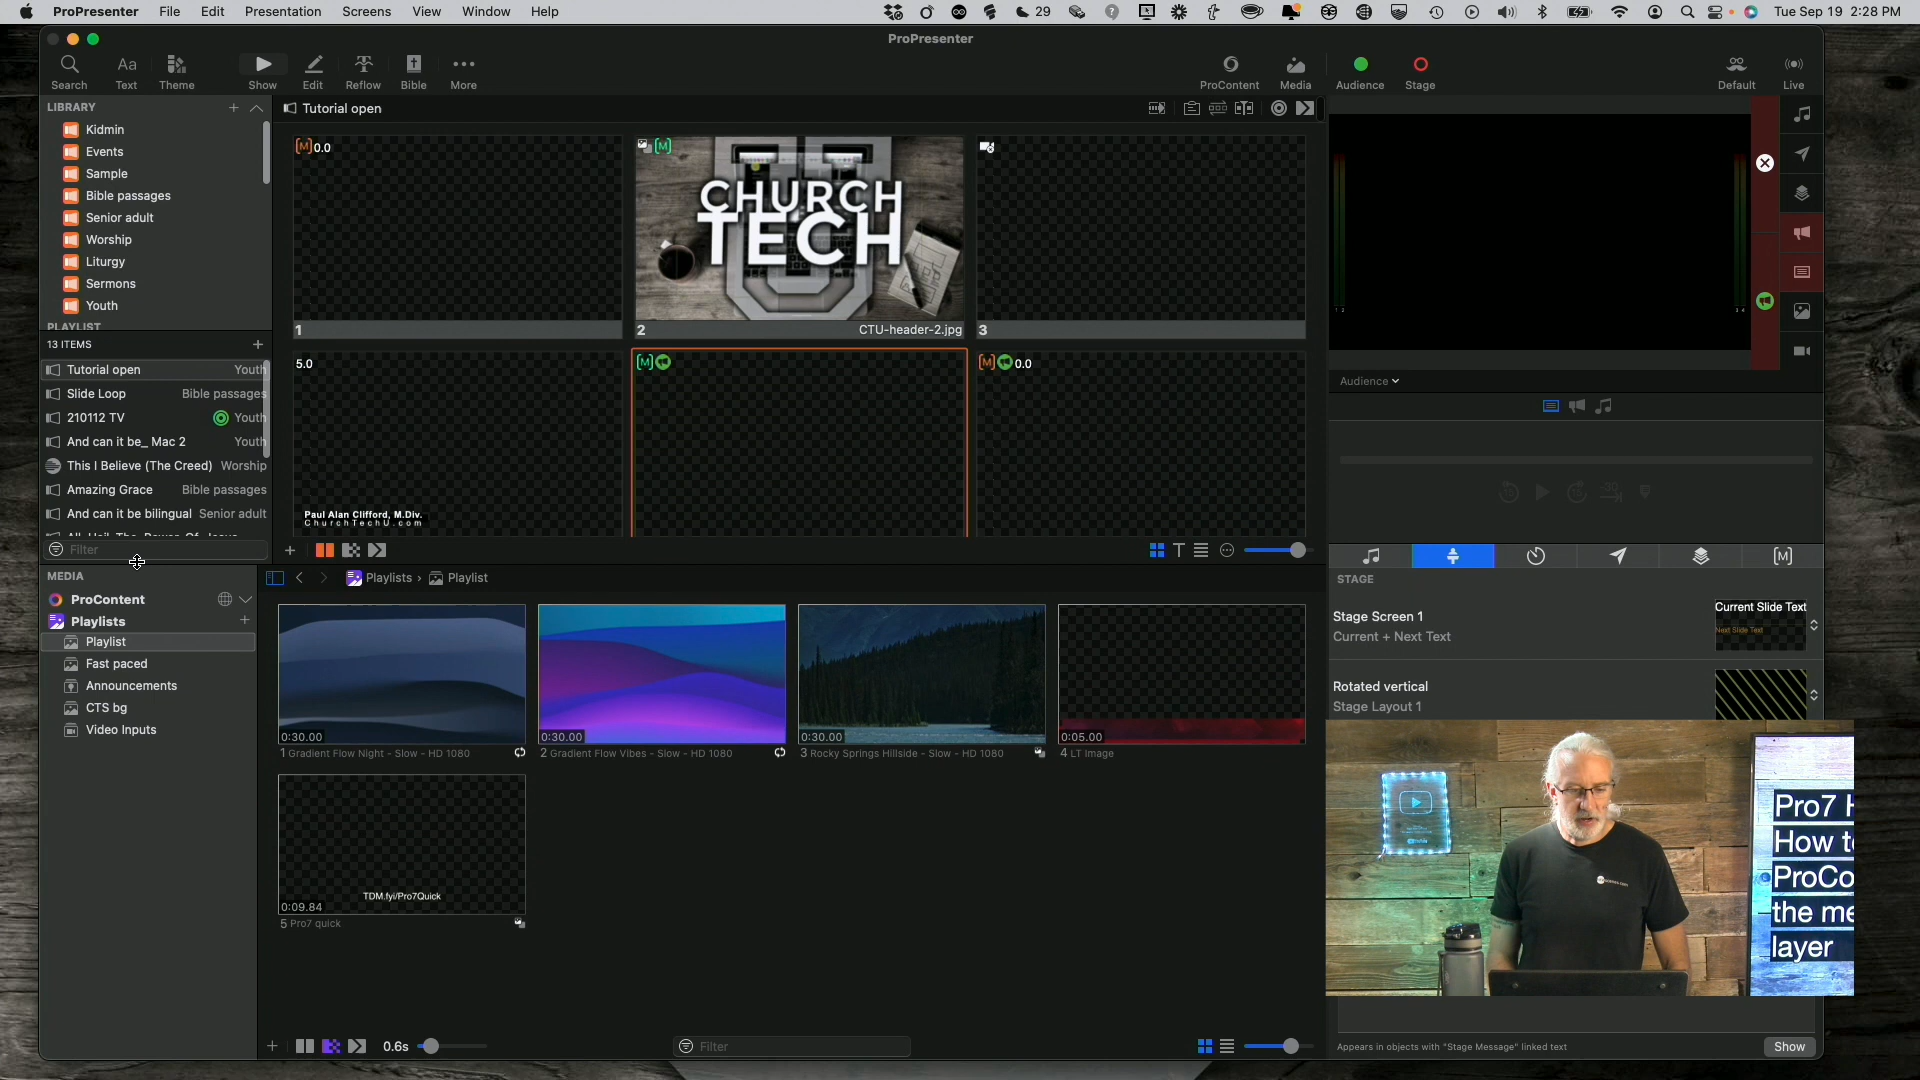 ProPresenter File Edit Presentation Screens View Window Help
29
Tue Sep 19 2:28 PM
ProPresenter
Search Text Theme Show Edit Reflow Bible More
ProContent Media Audience Stage Default Live
LIBRARY
Kidmin
Events
Sample
Bible passages
Senior adult
Worship
Liturgy
Sermons
Youth
PLAYLIST
13 ITEMS
Tutorial open Youth
Slide Loop Bible passages
210112 TV Youth
And can it be_ Mac 2 Youth
This I Believe (The Creed) Worship
Amazing Grace Bible passages
And can it be bilingual Senior adult
Filter
Tutorial open
[M] 0.0
[M]
CHURCH
TECH
1
2 CTU-header-2.jpg
3
5.0
[M]
[M] 0.0
Paul Alan Clifford, M.Div.
ChurchTechU.com
Audience
MEDIA
ProContent
Playlists
Playlist
Fast paced
Announcements
CTS bg
Video Inputs
Playlists › Playlist
0:30.00
1 Gradient Flow Night - Slow - HD 1080
0:30.00
2 Gradient Flow Vibes - Slow - HD 1080
0:30.00
3 Rocky Springs Hillside - Slow - HD 1080
0:05.00
4 LT Image
TDM.fyi/Pro7Quick
0:09.84
5 Pro7 quick
0.6s
Filter
[M]
STAGE
Stage Screen 1
Current + Next Text
Current Slide Text
Next Slide Text
Rotated vertical
Stage Layout 1
Pro7 H
How to
ProCo
the me
layer
Appears in objects with "Stage Message" linked text
Show